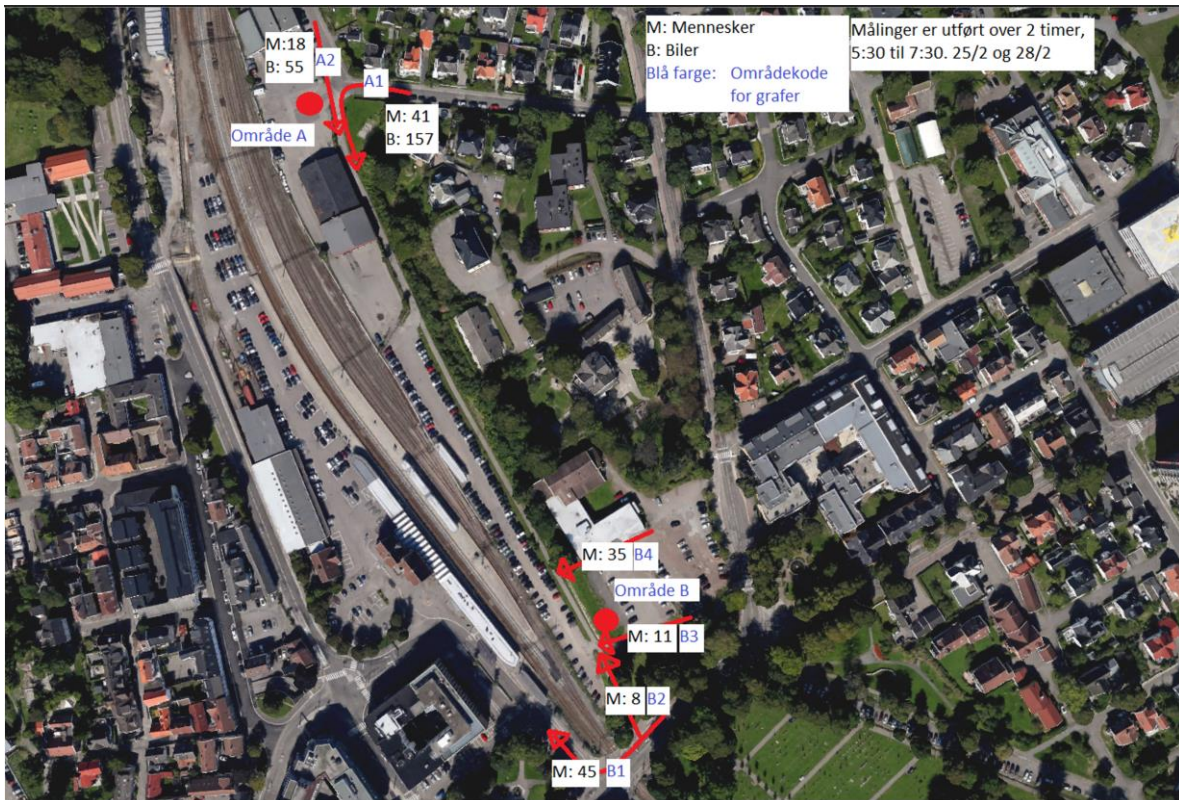 M: Mennesker
B: Biler
Blå farge: Områdekode
for grafer
Målinger er utført over 2 timer,
5:30 til 7:30. 25/2 og 28/2
M:18
B: 55
A2
A1
M: 41
B: 157
Område A
M: 35 B4
Område B
M: 11 B3
M: 8 B2
M: 45 B1